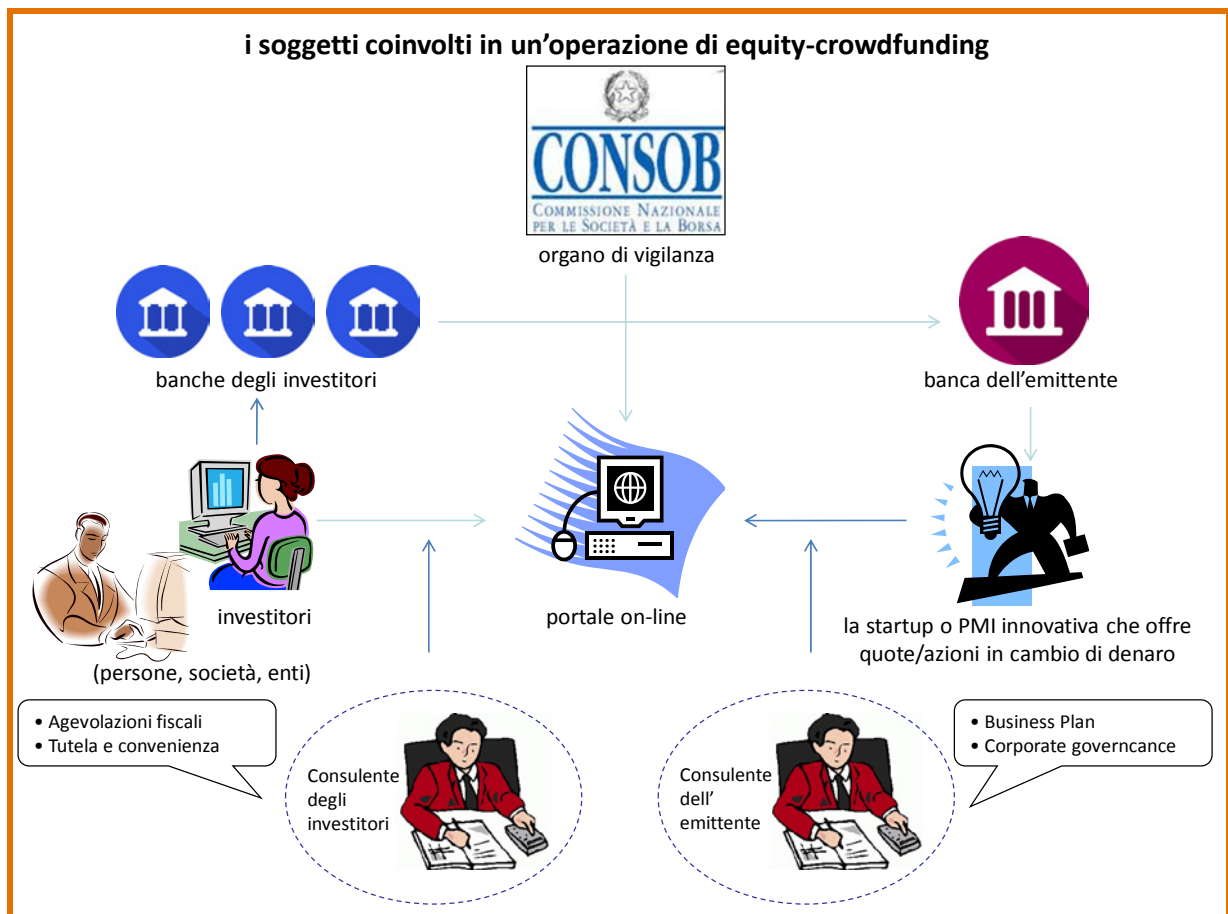 i soggetti coinvolti in un’operazione di equity-crowdfunding
CONSOB
COMMISSIONE NAZIONALE
PER LE SOCIETÀ E LA BORSA
organo di vigilanza
banche degli investitori
banca dell’emittente
investitori
(persone, società, enti)
portale on-line
la startup o PMI innovativa che offre
quote/azioni in cambio di denaro
• Agevolazioni fiscali
• Tutela e convenienza
Consulente
degli
investitori
Consulente
dell’
emittente
• Business Plan
• Corporate governcance